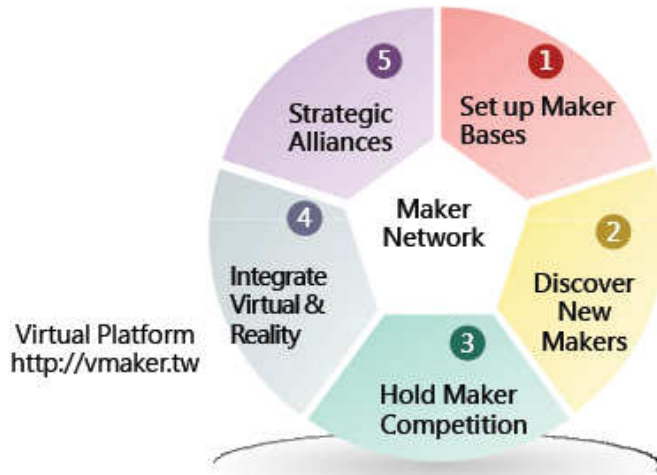 5
Strategic
Alliances
1
Set up Maker
Bases
Maker
Network
4
Integrate
Virtual &
Reality
2
Discover
New
Makers
Virtual Platform
http://vmaker.tw
3
Hold Maker
Competition